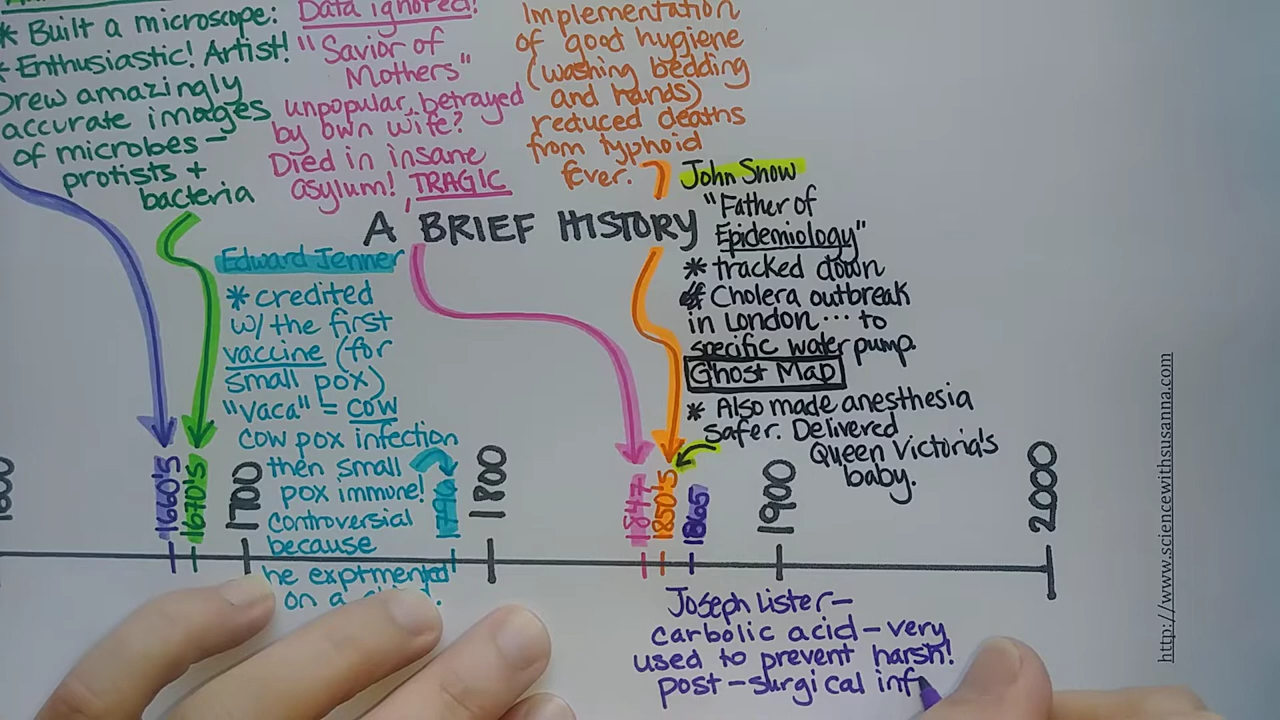 * Built a microscope:
* Enthusiastic! Artist!
Drew amazingly
accurate images
of microbes –
protists +
bacteria
Data ignored!
"Savior of
Mothers"
unpopular, betrayed
by own wife?
Died in insane
asylum! TRAGIC
Implementation
of good hygiene
(washing bedding
and hands)
reduced deaths
from typhoid
fever.
A BRIEF HISTORY
John Snow
"Father of
Epidemiology"
* tracked down
Cholera outbreak
in London ... to
specific water pump.
Ghost Map
* Also made anesthesia
safer. Delivered
Queen Victoria's
baby.
Edward Jenner
* credited
w/ the first
vaccine (for
small pox)
"vaca" = cow
cow pox infection
then small
pox immune!
controversial
because
he exptmented
on a
1660's
1670's
1700
1800
1847
1850's
1865
1900
2000
Joseph Lister –
carbolic acid – very
used to prevent harsh!
post – surgical inf
http://www.sciencewithsusanna.com